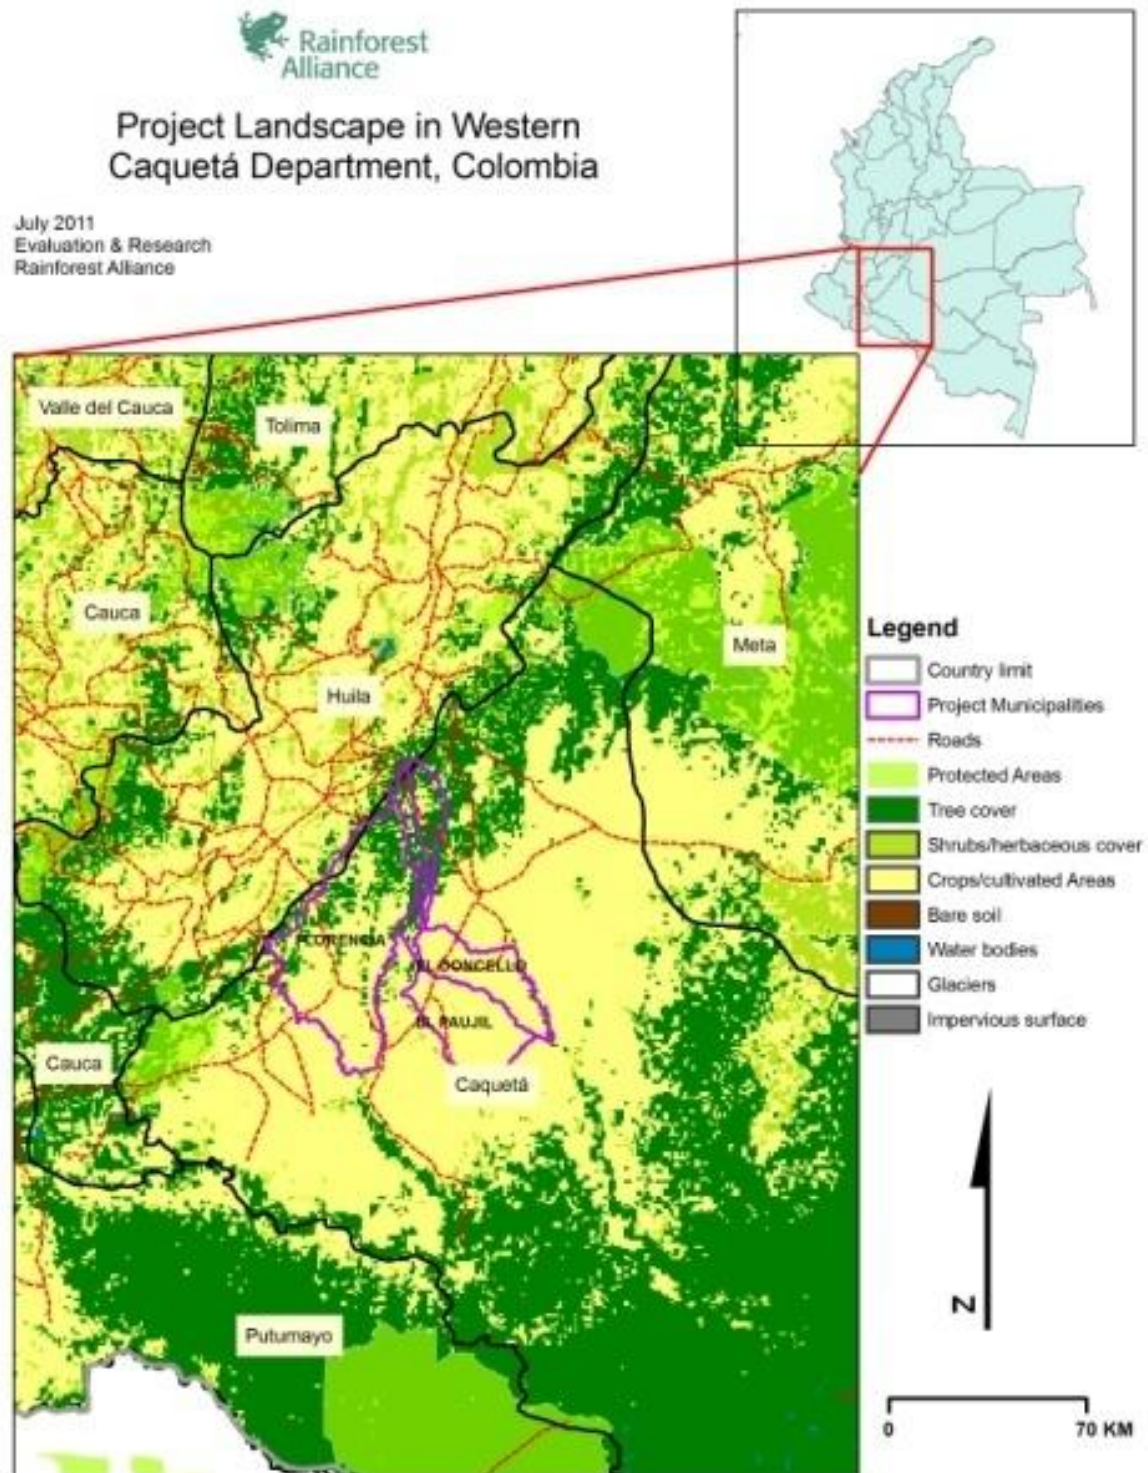 Rainforest
Alliance
Project Landscape in Western
Caquetá Department, Colombia
July 2011
Evaluation & Research
Rainforest Alliance
Valle del Cauca
Tolima
Cauca
Meta
Huila
FLORENCIA
EL DONCELLO
EL PAUJIL
Cauca
Caquetá
Putumayo
Legend
Country limit
Project Municipalities
Roads
Protected Areas
Tree cover
Shrubs/herbaceous cover
Crops/cultivated Areas
Bare soil
Water bodies
Glaciers
Impervious surface
N
0 70 KM